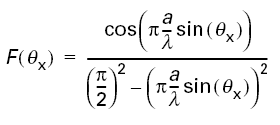 F(θₓ) = cos(π a/λ sin(θₓ)) / ((π/2)² − (π a/λ sin(θₓ))²)